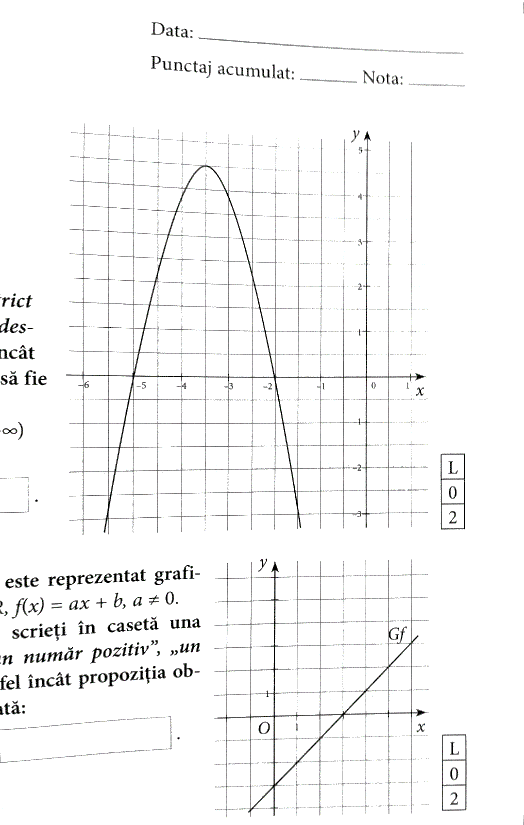 Data:
Punctaj acumulat: Nota:
y
5
4
3
2
1
-6 -5 -4 -3 -2 -1 0 1
x
-1
-2
-3
rict
des-
ncât
să fie
∞)
.
L
0
2
este reprezentat grafi-
R, f(x) = ax + b, a ≠ 0.
scrieți în casetă una
n număr pozitiv”, „un
fel încât propoziția ob-
ată:
.
y
Gf
1
O 1 x
L
0
2